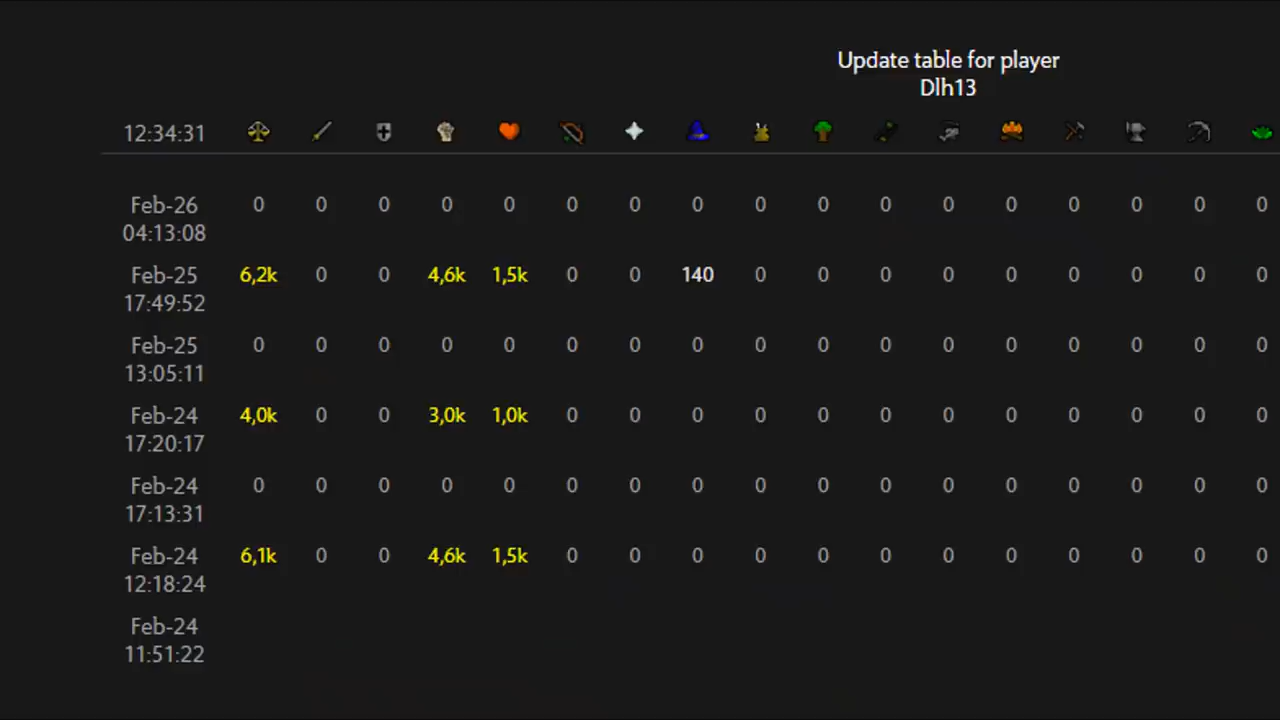 Update table for player
Dlh13
12:34:31
Feb-26 0 0 0 0 0 0 0 0 0 0 0 0 0 0 0 0 0
04:13:08
Feb-25 6,2k 0 0 4,6k 1,5k 0 0 140 0 0 0 0 0 0 0 0 0
17:49:52
Feb-25 0 0 0 0 0 0 0 0 0 0 0 0 0 0 0 0 0
13:05:11
Feb-24 4,0k 0 0 3,0k 1,0k 0 0 0 0 0 0 0 0 0 0 0 0
17:20:17
Feb-24 0 0 0 0 0 0 0 0 0 0 0 0 0 0 0 0 0
17:13:31
Feb-24 6,1k 0 0 4,6k 1,5k 0 0 0 0 0 0 0 0 0 0 0 0
12:18:24
Feb-24
11:51:22